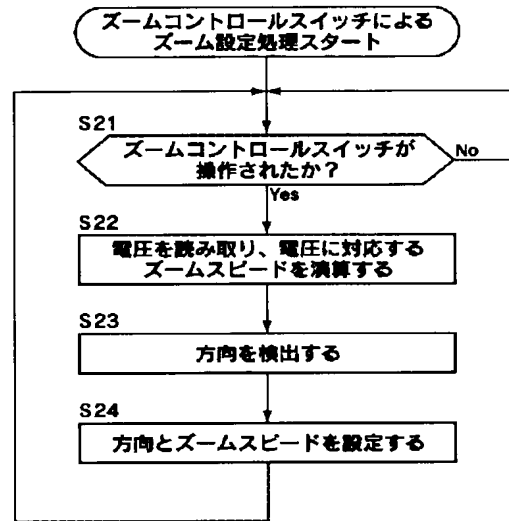 ズームコントロールスイッチによる
ズーム設定処理スタート
S21
ズームコントロールスイッチが
操作されたか?
No
Yes
S22
電圧を読み取り、電圧に対応する
ズームスピードを演算する
S23
方向を検出する
S24
方向とズームスピードを設定する